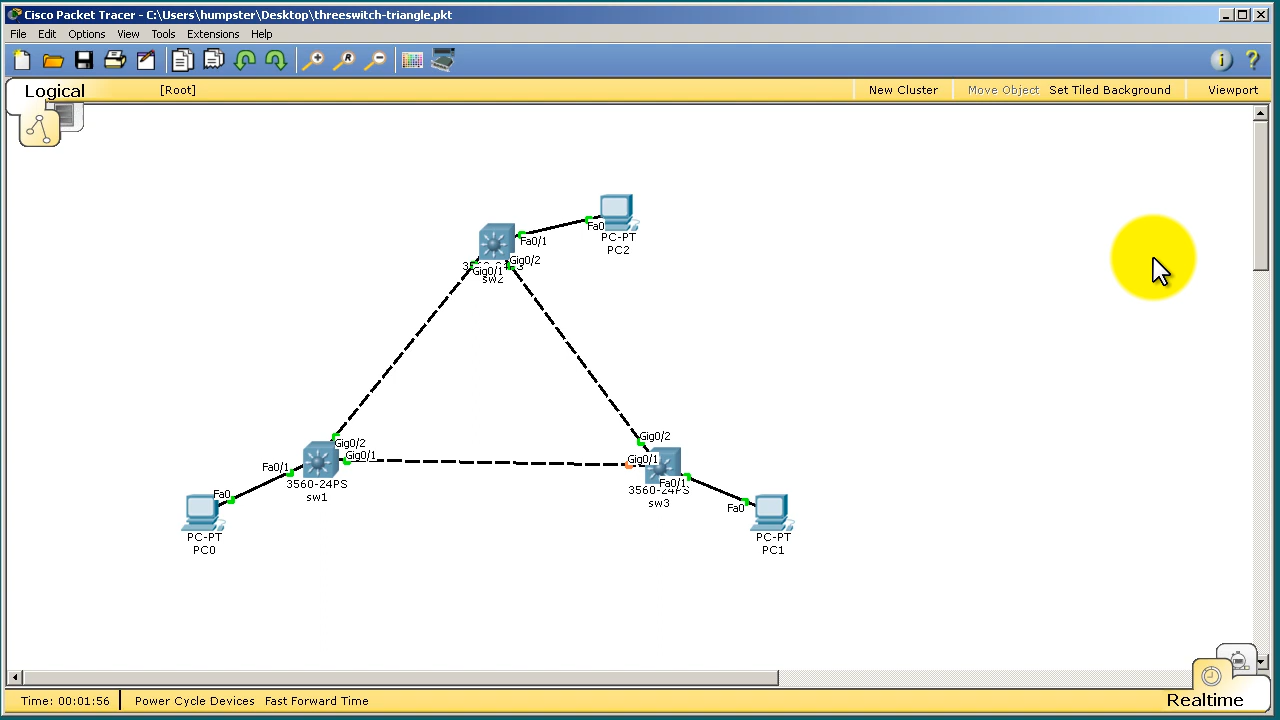 Cisco Packet Tracer - C:\Users\humpster\Desktop\threeswitch-triangle.pkt
File Edit Options View Tools Extensions Help
Logical [Root] New Cluster Move Object Set Tiled Background Viewport
Fa0/1
Fa0
PC-PT
PC2
Gig0/2
Gig0/1
sw2
Gig0/2
Gig0/1
Fa0/1
3560-24PS
sw1
Fa0
PC-PT
PC0
Gig0/2
Gig0/1
Fa0/1
3560-24PS
sw3
Fa0
PC-PT
PC1
Time: 00:01:56 Power Cycle Devices Fast Forward Time
Realtime